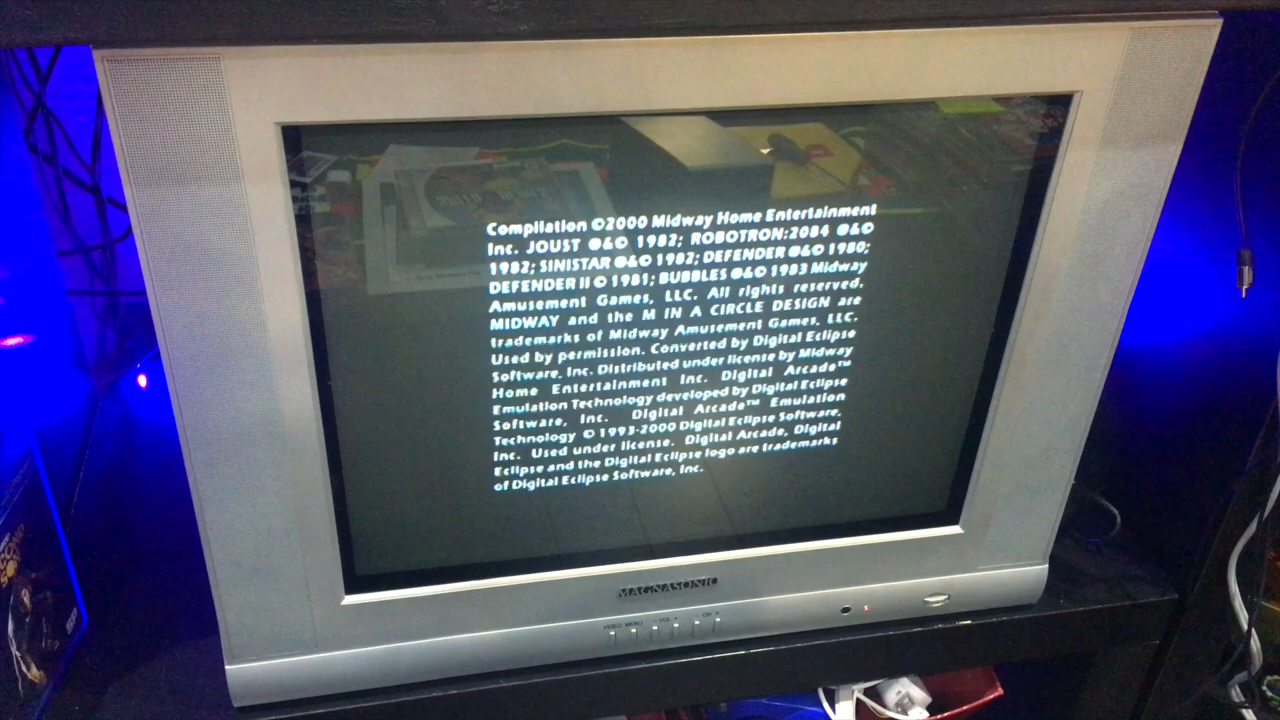 Compilation ©2000 Midway Home Entertainment
Inc. JOUST ®&© 1982; ROBOTRON:2084 ®&©
1982; SINISTAR ®&© 1982; DEFENDER ®&© 1980;
DEFENDER II © 1981; BUBBLES ®&© 1983 Midway
Amusement Games, LLC. All rights reserved.
MIDWAY and the M IN A CIRCLE DESIGN are
trademarks of Midway Amusement Games, LLC.
Used by permission. Converted by Digital Eclipse
Software, Inc. Distributed under license by Midway
Home Entertainment Inc. Digital Arcade™
Emulation Technology developed by Digital Eclipse
Software, Inc. Digital Arcade™ Emulation
Technology © 1993-2000 Digital Eclipse Software,
Inc. Used under license. Digital Arcade, Digital
Eclipse and the Digital Eclipse logo are trademarks
of Digital Eclipse Software, Inc.
MAGNASONIC
VIDEO MENU - VOL + - CH +